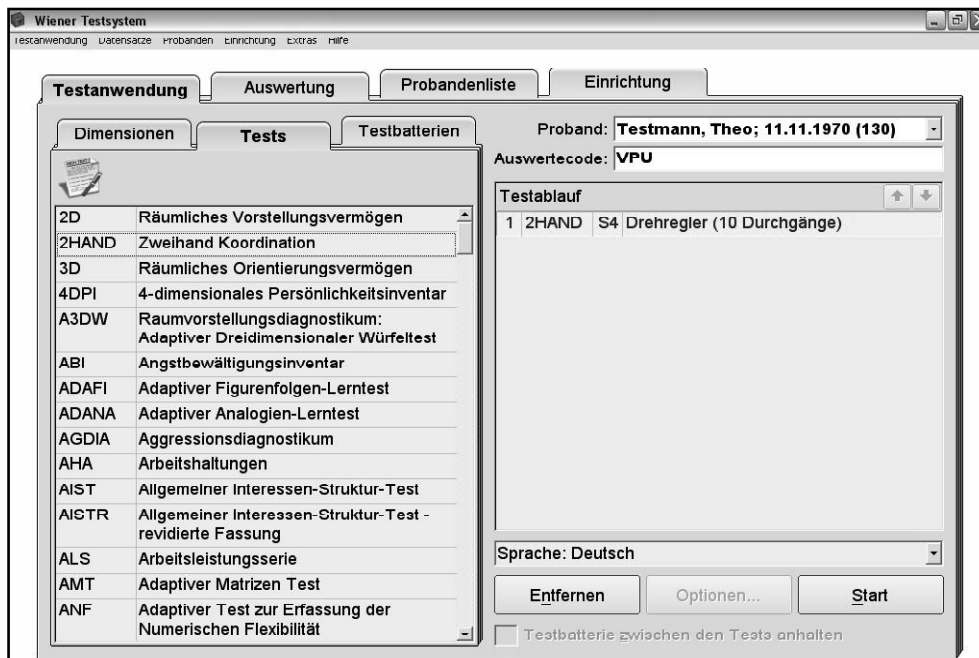 Wiener Testsystem
Testanwendung Datensätze Probanden Einrichtung Extras Hilfe
Testanwendung Auswertung Probandenliste Einrichtung
Dimensionen Tests Testbatterien
Proband: Testmann, Theo; 11.11.1970 (130)
Auswertecode: VPU
Testablauf
1 2HAND S4 Drehregler (10 Durchgänge)
2D Räumliches Vorstellungsvermögen
2HAND Zweihand Koordination
3D Räumliches Orientierungsvermögen
4DPI 4-dimensionales Persönlichkeitsinventar
A3DW Raumvorstellungsdiagnostikum:
Adaptiver Dreidimensionaler Würfeltest
ABI Angstbewältigungsinventar
ADAFI Adaptiver Figurenfolgen-Lerntest
ADANA Adaptiver Analogien-Lerntest
AGDIA Aggressionsdiagnostikum
AHA Arbeitshaltungen
AIST Allgemeiner Interessen-Struktur-Test
AISTR Allgemeiner Interessen-Struktur-Test -
revidierte Fassung
ALS Arbeitsleistungsserie
AMT Adaptiver Matrizen Test
ANF Adaptiver Test zur Erfassung der
Numerischen Flexibilität
Sprache: Deutsch
Entfernen Optionen... Start
Testbatterie zwischen den Tests anhalten